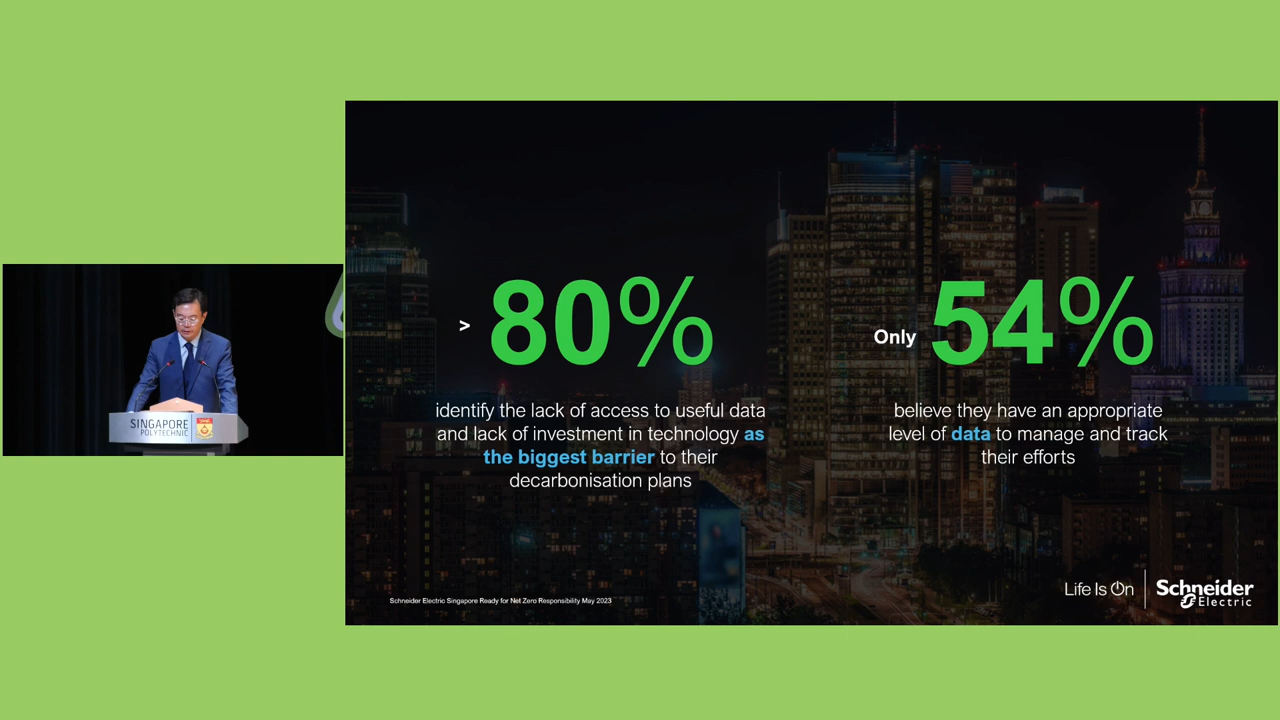 SINGAPORE
POLYTECHNIC
> 80%
identify the lack of access to useful data
and lack of investment in technology as
the biggest barrier to their
decarbonisation plans
Only 54%
believe they have an appropriate
level of data to manage and track
their efforts
Schneider Electric Singapore Ready for Net Zero Responsibility May 2023
Life Is On
Schneider
Electric